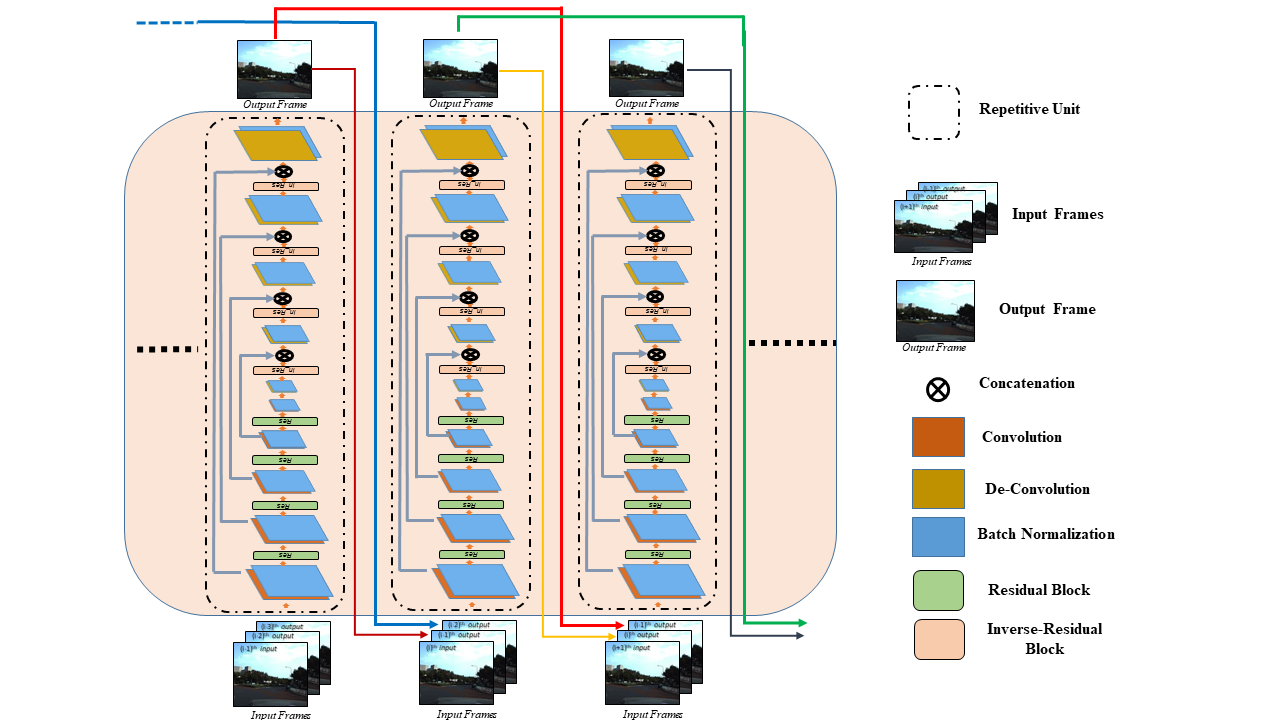 Output Frame
Output Frame
Output Frame
In_Res
In_Res
In_Res
In_Res
In_Res
In_Res
In_Res
In_Res
In_Res
In_Res
In_Res
In_Res
Res
Res
Res
Res
Res
Res
Res
Res
Res
Res
Res
Res
(i-3)th output
(i-2)th output
(i-1)th input
Input Frames
(i-2)th output
(i-1)th output
(i)th input
Input Frames
(i-1)th output
(i)th output
(i+1)th input
Input Frames
Repetitive Unit
(i-1)th output
(i)th output
(i+1)th input
Input Frames
Input Frames
Output Frame
Output Frame
Concatenation
Convolution
De-Convolution
Batch Normalization
Residual Block
Inverse-Residual
Block